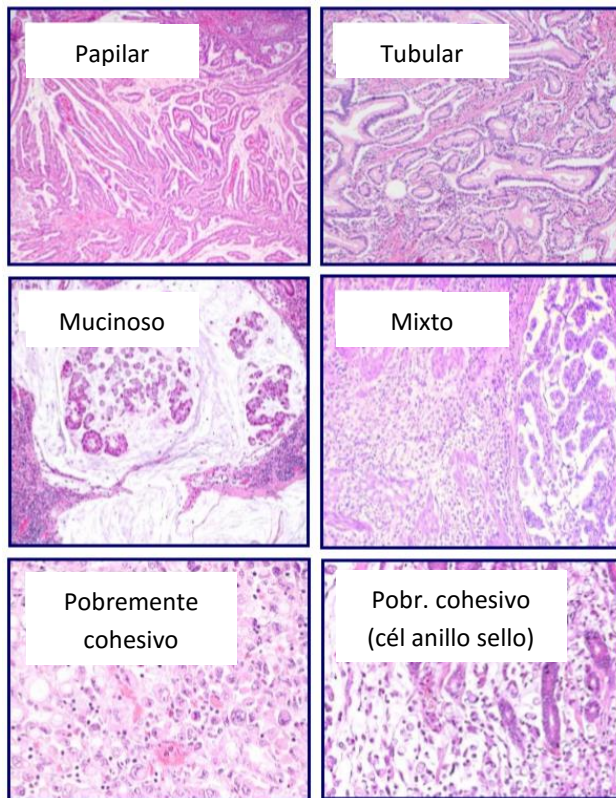 Papilar
Tubular
Mucinoso
Mixto
Pobremente
cohesivo
Pobr. cohesivo
(cél anillo sello)